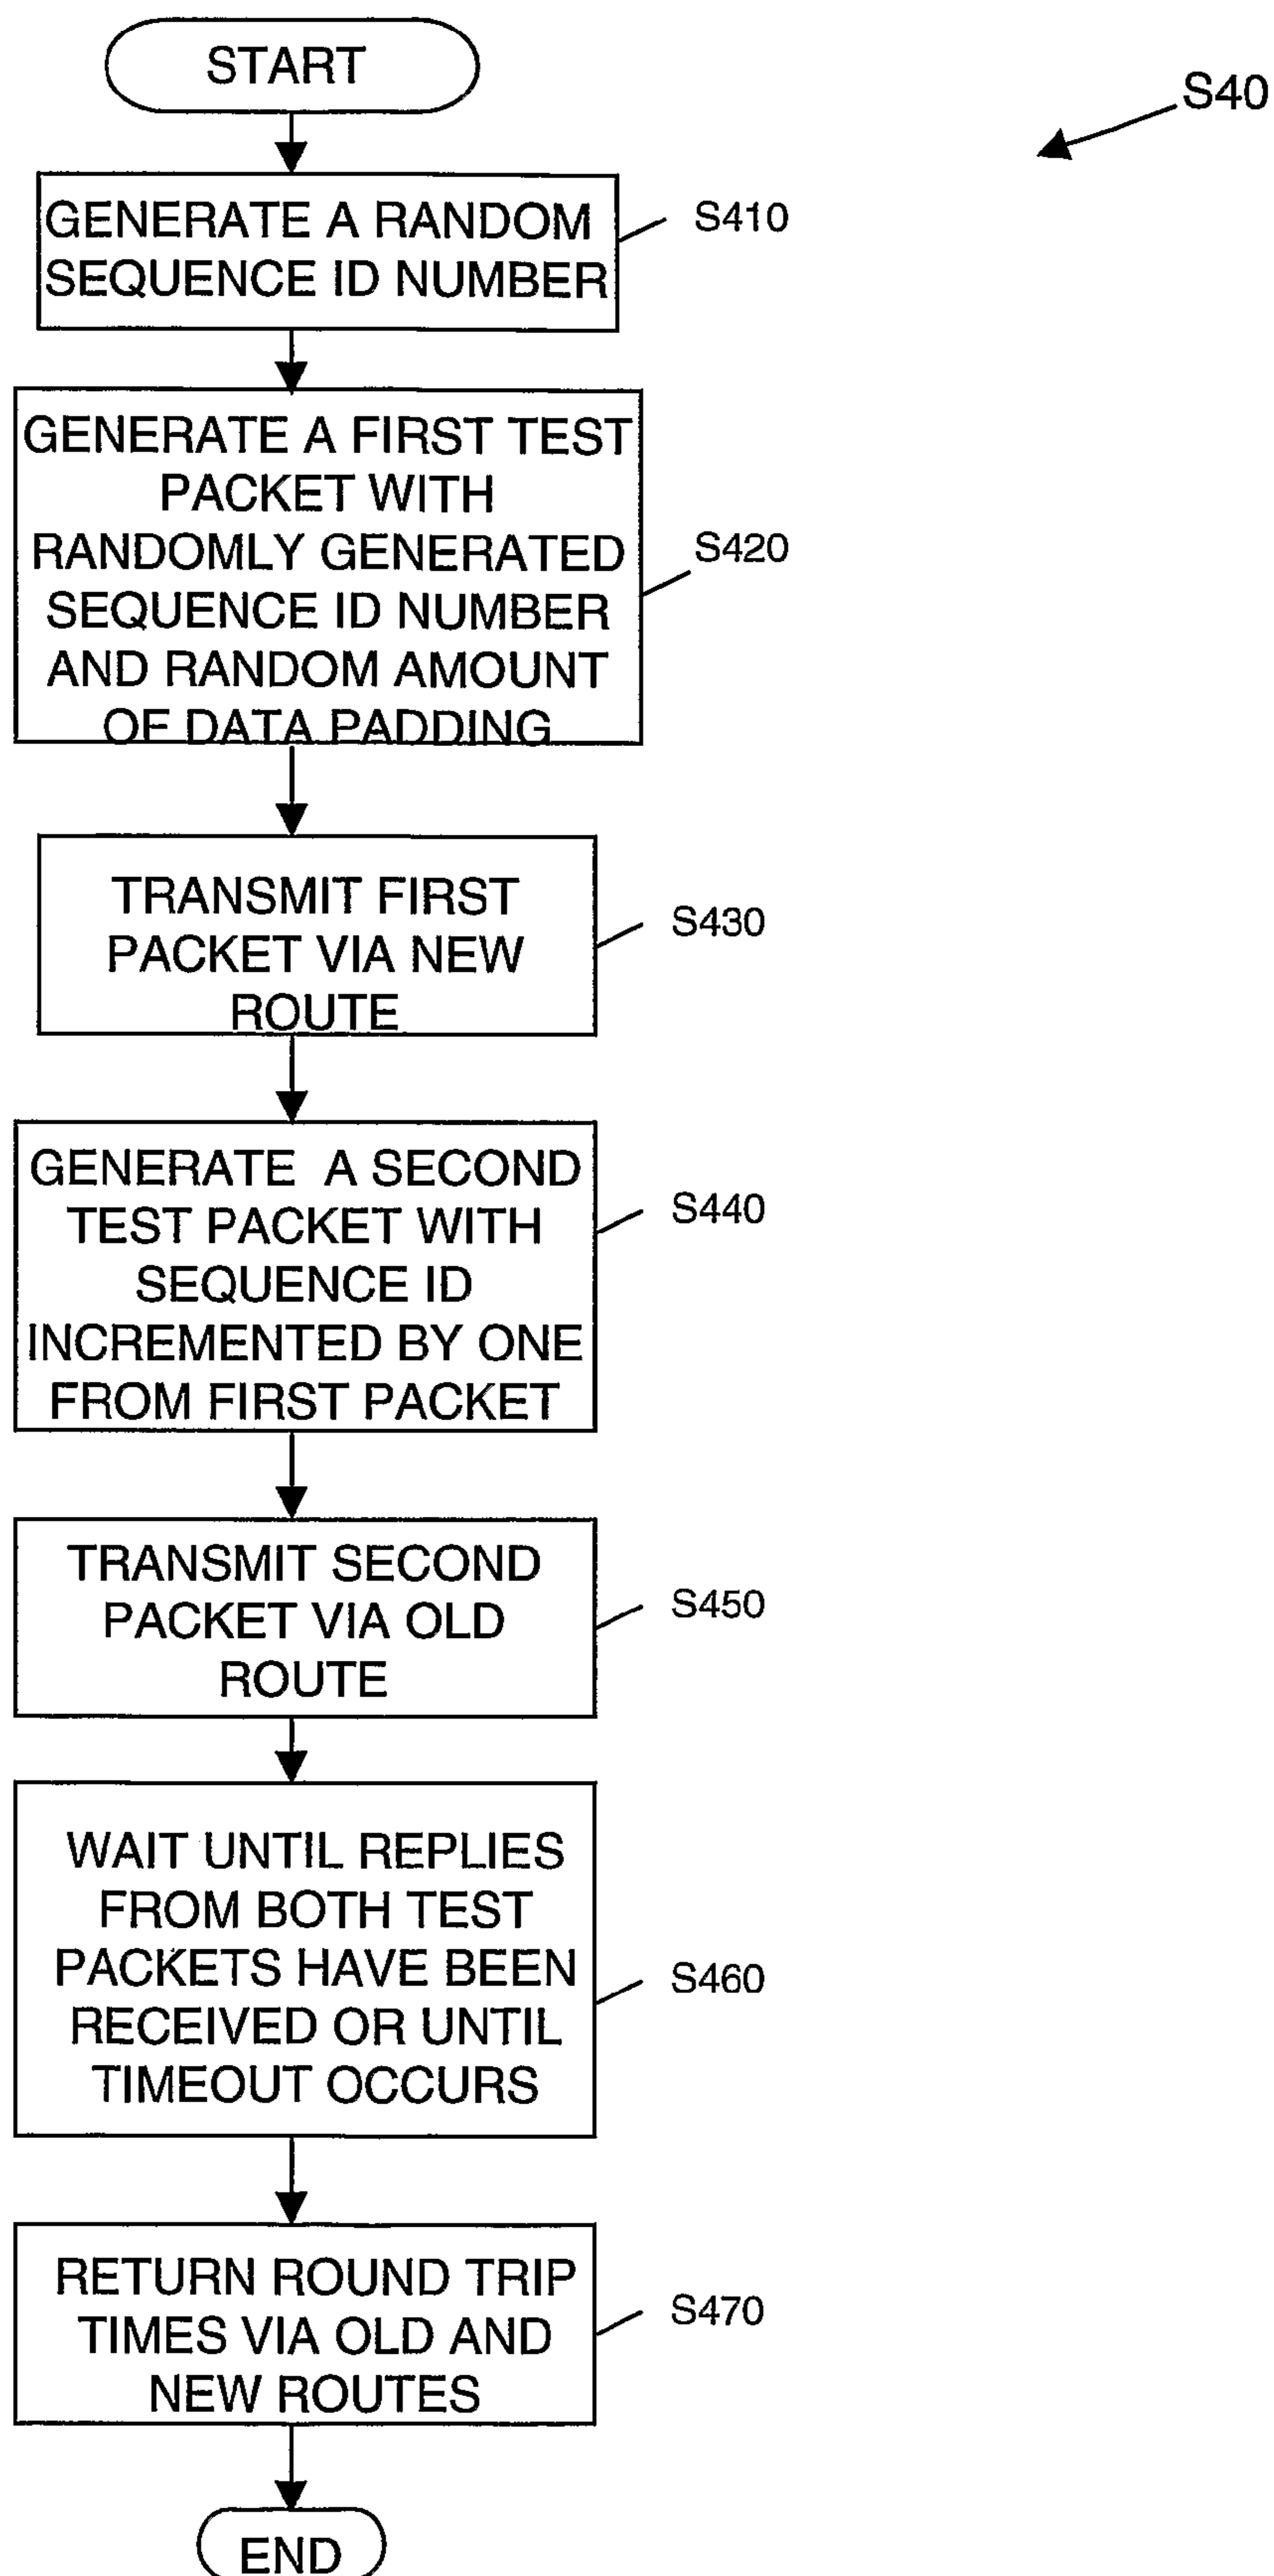 START
S40
GENERATE A RANDOM
SEQUENCE ID NUMBER
S410
GENERATE A FIRST TEST
PACKET WITH
RANDOMLY GENERATED
SEQUENCE ID NUMBER
AND RANDOM AMOUNT
OF DATA PADDING
S420
TRANSMIT FIRST
PACKET VIA NEW
ROUTE
S430
GENERATE A SECOND
TEST PACKET WITH
SEQUENCE ID
INCREMENTED BY ONE
FROM FIRST PACKET
S440
TRANSMIT SECOND
PACKET VIA OLD
ROUTE
S450
WAIT UNTIL REPLIES
FROM BOTH TEST
PACKETS HAVE BEEN
RECEIVED OR UNTIL
TIMEOUT OCCURS
S460
RETURN ROUND TRIP
TIMES VIA OLD AND
NEW ROUTES
S470
END